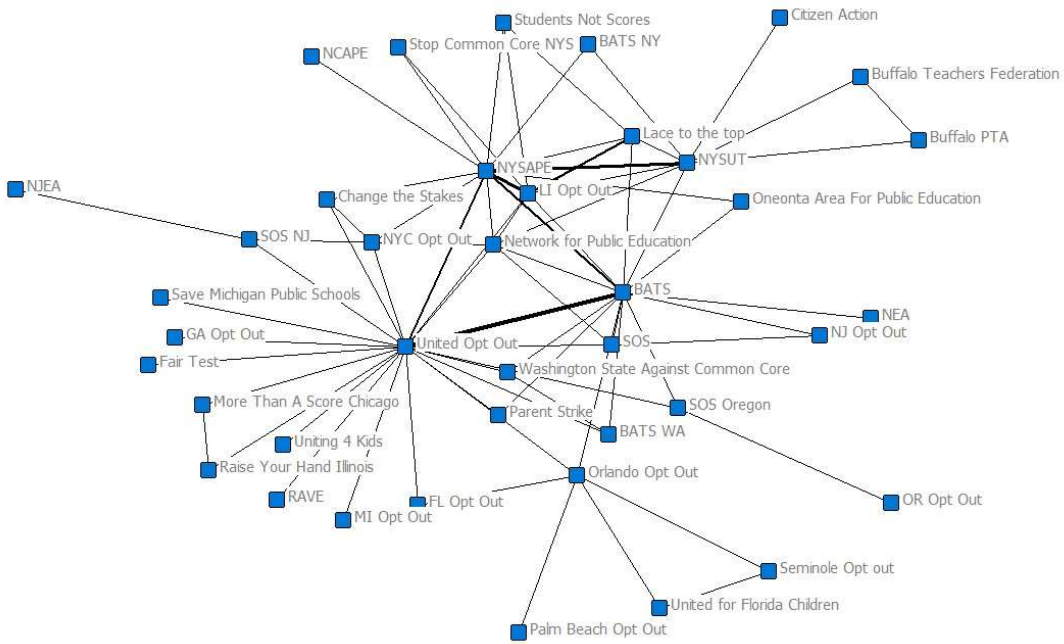 Students Not Scores
Citizen Action
Stop Common Core NYS
BATS NY
NCAPE
Buffalo Teachers Federation
Lace to the top
Buffalo PTA
NYSUT
NYSAPE
NJEA
LI Opt Out
Change the Stakes
Oneonta Area For Public Education
SOS NJ
NYC Opt Out
Network for Public Education
BATS
Save Michigan Public Schools
NEA
GA Opt Out
NJ Opt Out
United Opt Out
SOS
Fair Test
Washington State Against Common Core
More Than A Score Chicago
SOS Oregon
Parent Strike
BATS WA
Uniting 4 Kids
Raise Your Hand Illinois
Orlando Opt Out
RAVE
FL Opt Out
OR Opt Out
MI Opt Out
Seminole Opt out
United for Florida Children
Palm Beach Opt Out